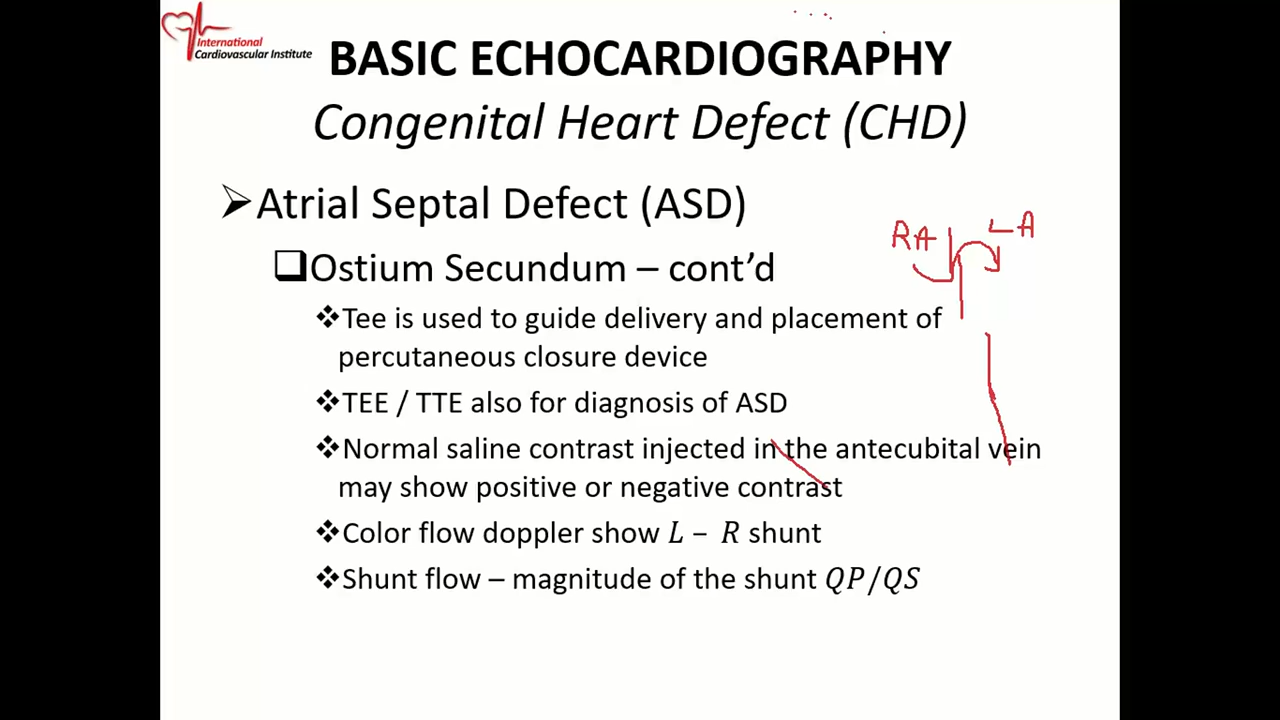 International
Cardiovascular Institute
BASIC ECHOCARDIOGRAPHY
Congenital Heart Defect (CHD)
Atrial Septal Defect (ASD)
RA LA
Ostium Secundum – cont’d
Tee is used to guide delivery and placement of
percutaneous closure device
TEE / TTE also for diagnosis of ASD
Normal saline contrast injected in the antecubital vein
may show positive or negative contrast
Color flow doppler show L – R shunt
Shunt flow – magnitude of the shunt QP/QS